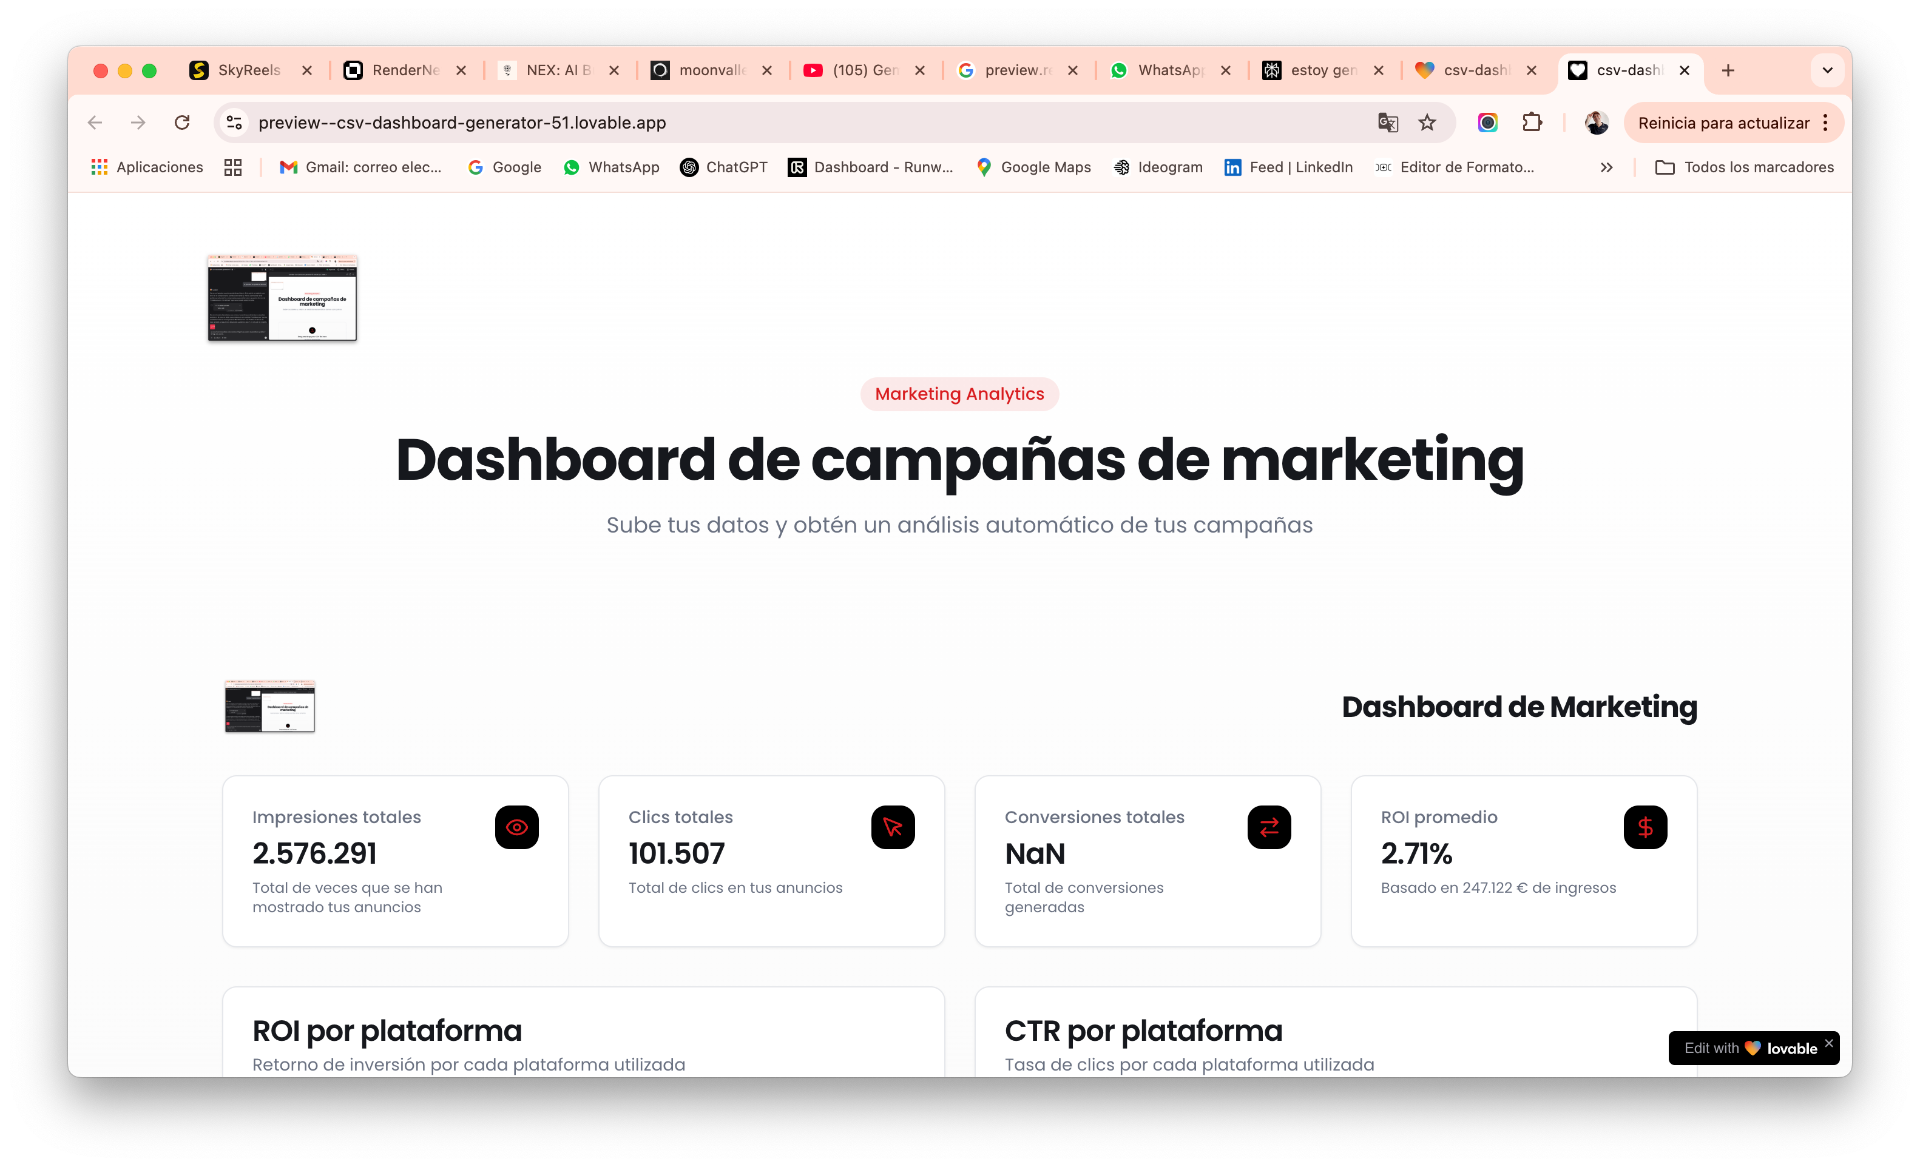 SkyReels
RenderNe
NEX: AI B
moonvalle
(105) Gen
preview.re
WhatsApp
estoy gen
csv-dash
csv-dash
preview--csv-dashboard-generator-51.lovable.app
Reinicia para actualizar
Aplicaciones
Gmail: correo elec...
Google
WhatsApp
ChatGPT
Dashboard - Runw...
Google Maps
Ideogram
Feed | LinkedIn
Editor de Formato...
Todos los marcadores
Dashboard de campañas de
marketing
Marketing Analytics
Dashboard de campañas de marketing
Sube tus datos y obtén un análisis automático de tus campañas
Dashboard de Marketing
Impresiones totales
2.576.291
Total de veces que se han
mostrado tus anuncios
Clics totales
101.507
Total de clics en tus anuncios
Conversiones totales
NaN
Total de conversiones
generadas
ROI promedio
2.71%
Basado en 247.122 € de ingresos
ROI por plataforma
Retorno de inversión por cada plataforma utilizada
CTR por plataforma
Tasa de clics por cada plataforma utilizada
Edit with lovable